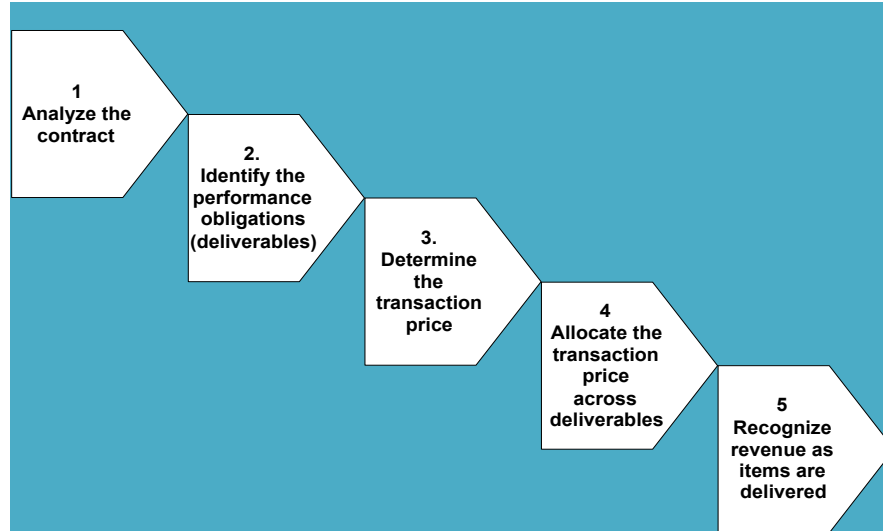 1
Analyze the
contract
2.
Identify the
performance
obligations
(deliverables)
3.
Determine
the
transaction
price
4
Allocate the
transaction
price
across
deliverables
5
Recognize
revenue as
items are
delivered